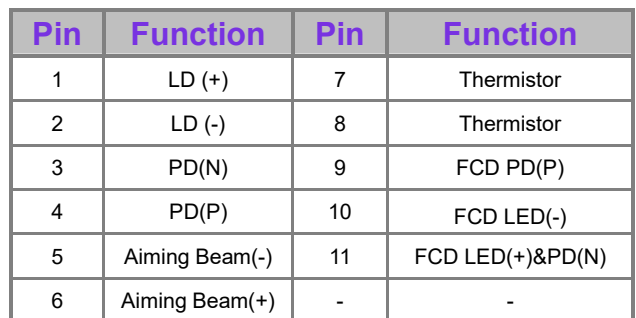 Pin Function Pin Function
1 LD (+) 7 Thermistor
2 LD (-) 8 Thermistor
3 PD(N) 9 FCD PD(P)
4 PD(P) 10 FCD LED(-)
5 Aiming Beam(-) 11 FCD LED(+)&PD(N)
6 Aiming Beam(+) - -